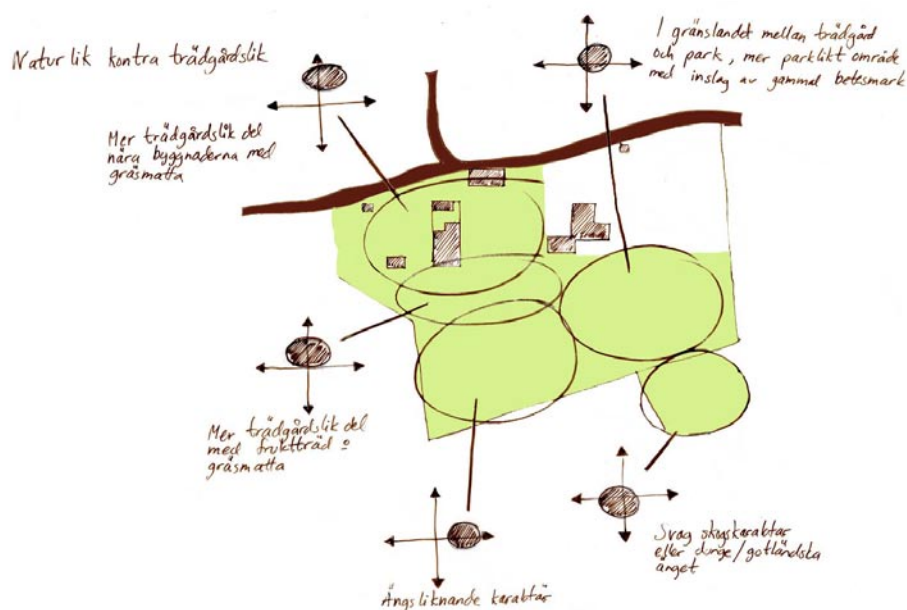 Naturlik kontra trädgårdslik
I gränslandet mellan trädgård
och park, mer parklikt område
med inslag av gammal betesmark
Mer trädgårdslik del
nära byggnaderna med
gräsmatta
Mer trädgårdslik del
med fruktträd o
gräsmatta
Svag skogskaraktär
eller dunge/gotländska
änget
Ängsliknande karaktär